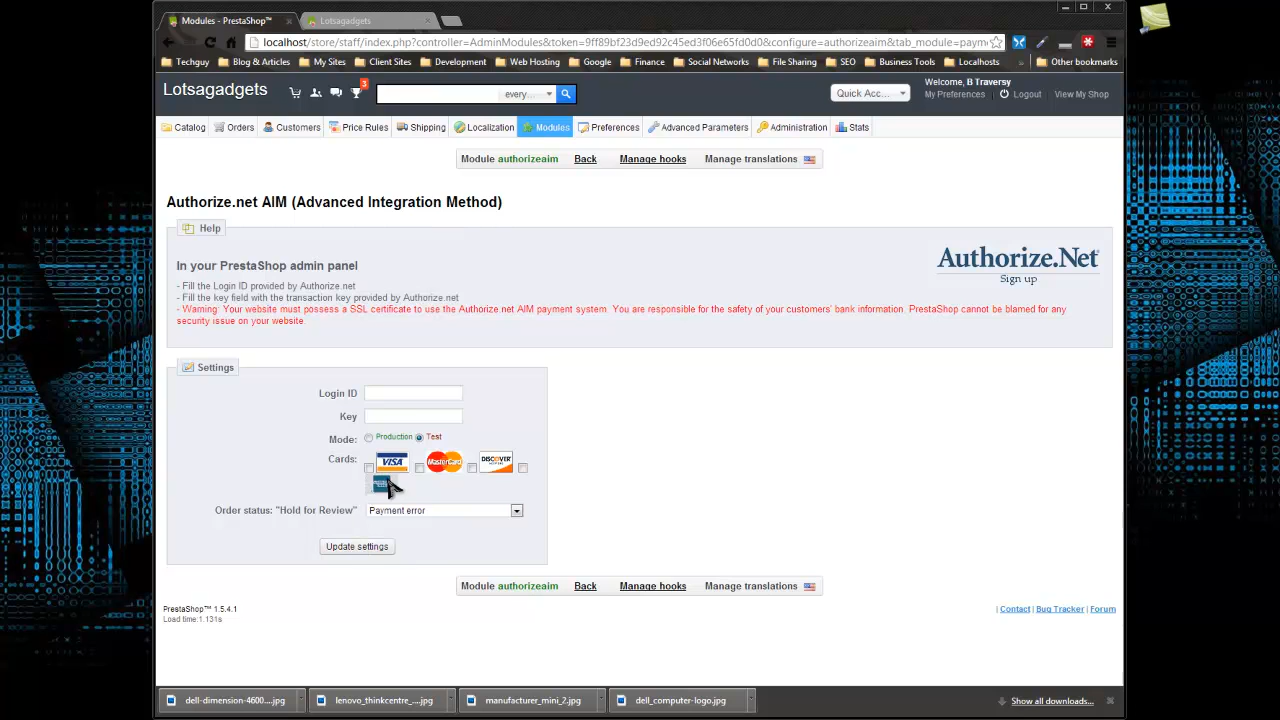 Modules - PrestaShop™
Lotsagadgets
localhost/store/staff/index.php?controller=AdminModules&token=9ff89bf23d9ed92c45ed3f06e65fd0d0&configure=authorizeaim&tab_module=paym
Techguy Blog & Articles My Sites Client Sites Development Web Hosting Google Finance Social Networks File Sharing SEO Business Tools Localhosts » Other bookmarks
Lotsagadgets
3
every...
Quick Acc...
Welcome, B Traversy
My Preferences Logout View My Shop
Catalog Orders Customers Price Rules Shipping Localization Modules Preferences Advanced Parameters Administration Stats
Module authorizeaim Back Manage hooks Manage translations
Authorize.net AIM (Advanced Integration Method)
Help
In your PrestaShop admin panel
Authorize.Net
Sign up
- Fill the Login ID provided by Authorize.net
- Fill the key field with the transaction key provided by Authorize.net
- Warning: Your website must possess a SSL certificate to use the Authorize.net AIM payment system. You are responsible for the safety of your customers' bank information. PrestaShop cannot be blamed for any
security issue on your website.
Settings
Login ID
Key
Mode: Production Test
Cards: VISA MasterCard DISCOVER
Order status: "Hold for Review" Payment error
Update settings
Module authorizeaim Back Manage hooks Manage translations
PrestaShop™ 1.5.4.1
Load time:1.131s
| Contact | Bug Tracker | Forum
dell-dimension-4600....jpg lenovo_thinkcentre_....jpg manufacturer_mini_2.jpg dell_computer-logo.jpg Show all downloads...